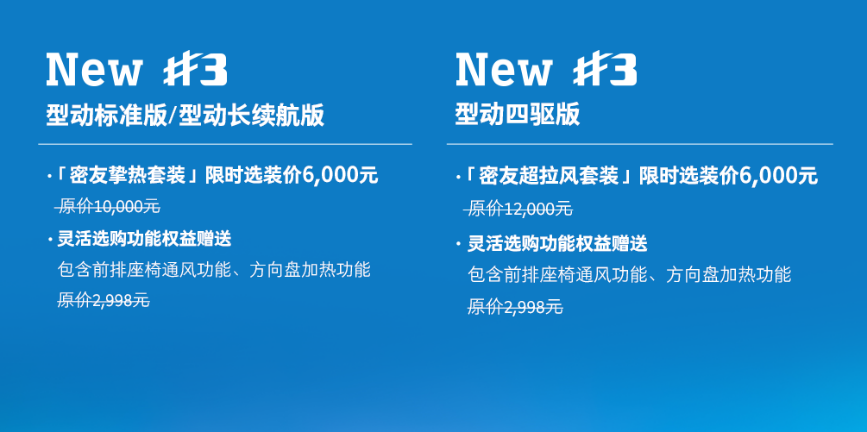 New #3
型动标准版/型动长续航版
·「密友挚热套装」限时选装价6,000元
原价10,000元
·灵活选购功能权益赠送
包含前排座椅通风功能、方向盘加热功能
原价2,998元
New #3
型动四驱版
·「密友超拉风套装」限时选装价6,000元
原价12,000元
·灵活选购功能权益赠送
包含前排座椅通风功能、方向盘加热功能
原价2,998元